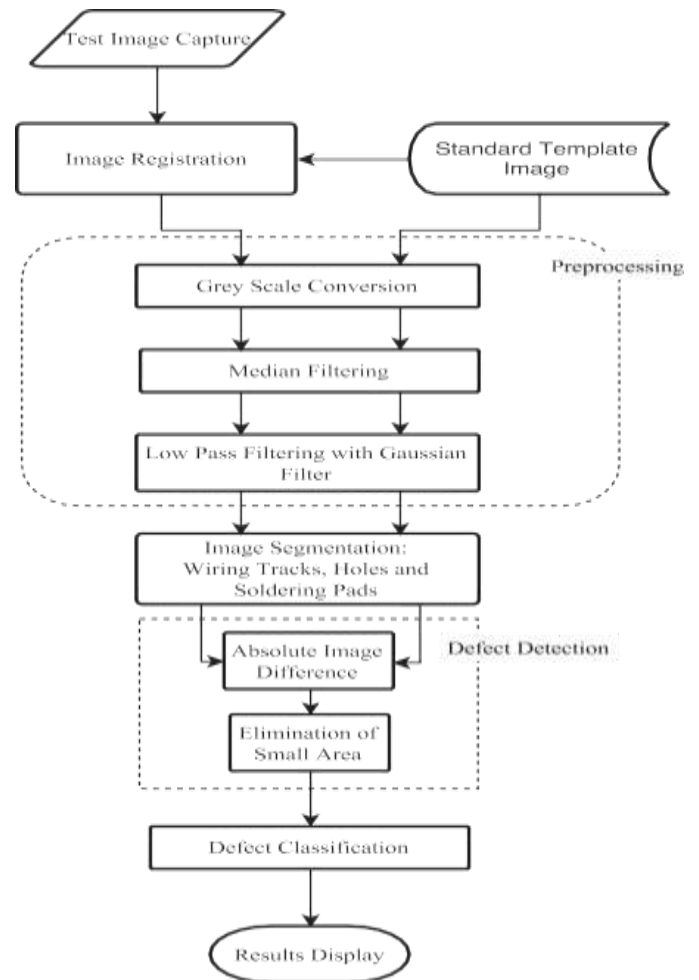 Test Image Capture
Image Registration
Standard Template
Image
Preprocessing
Grey Scale Conversion
Median Filtering
Low Pass Filtering with Gaussian
Filter
Image Segmentation:
Wiring Tracks, Holes and
Soldering Pads
Absolute Image
Difference
Defect Detection
Elimination of
Small Area
Defect Classification
Results Display